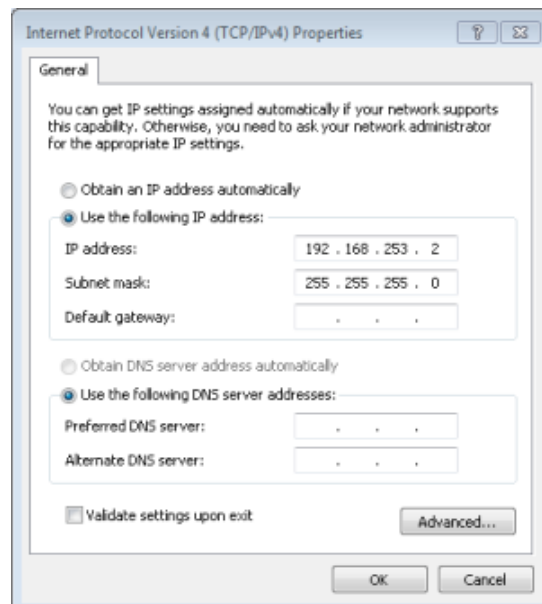 Internet Protocol Version 4 (TCP/IPv4) Properties
General
You can get IP settings assigned automatically if your network supports
this capability. Otherwise, you need to ask your network administrator
for the appropriate IP settings.
Obtain an IP address automatically
Use the following IP address:
IP address: 192 . 168 . 253 . 2
Subnet mask: 255 . 255 . 255 . 0
Default gateway: . . .
Obtain DNS server address automatically
Use the following DNS server addresses:
Preferred DNS server: . . .
Alternate DNS server: . . .
Validate settings upon exit
Advanced...
OK Cancel